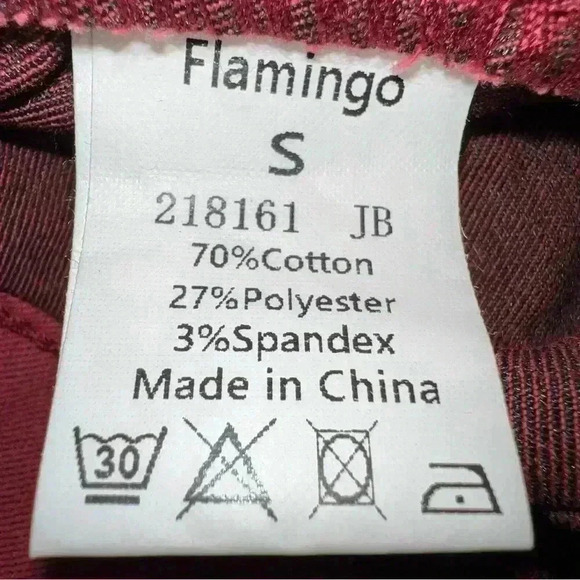 Flamingo
S
218161 JB
70%Cotton
27%Polyester
3%Spandex
Made in China
30